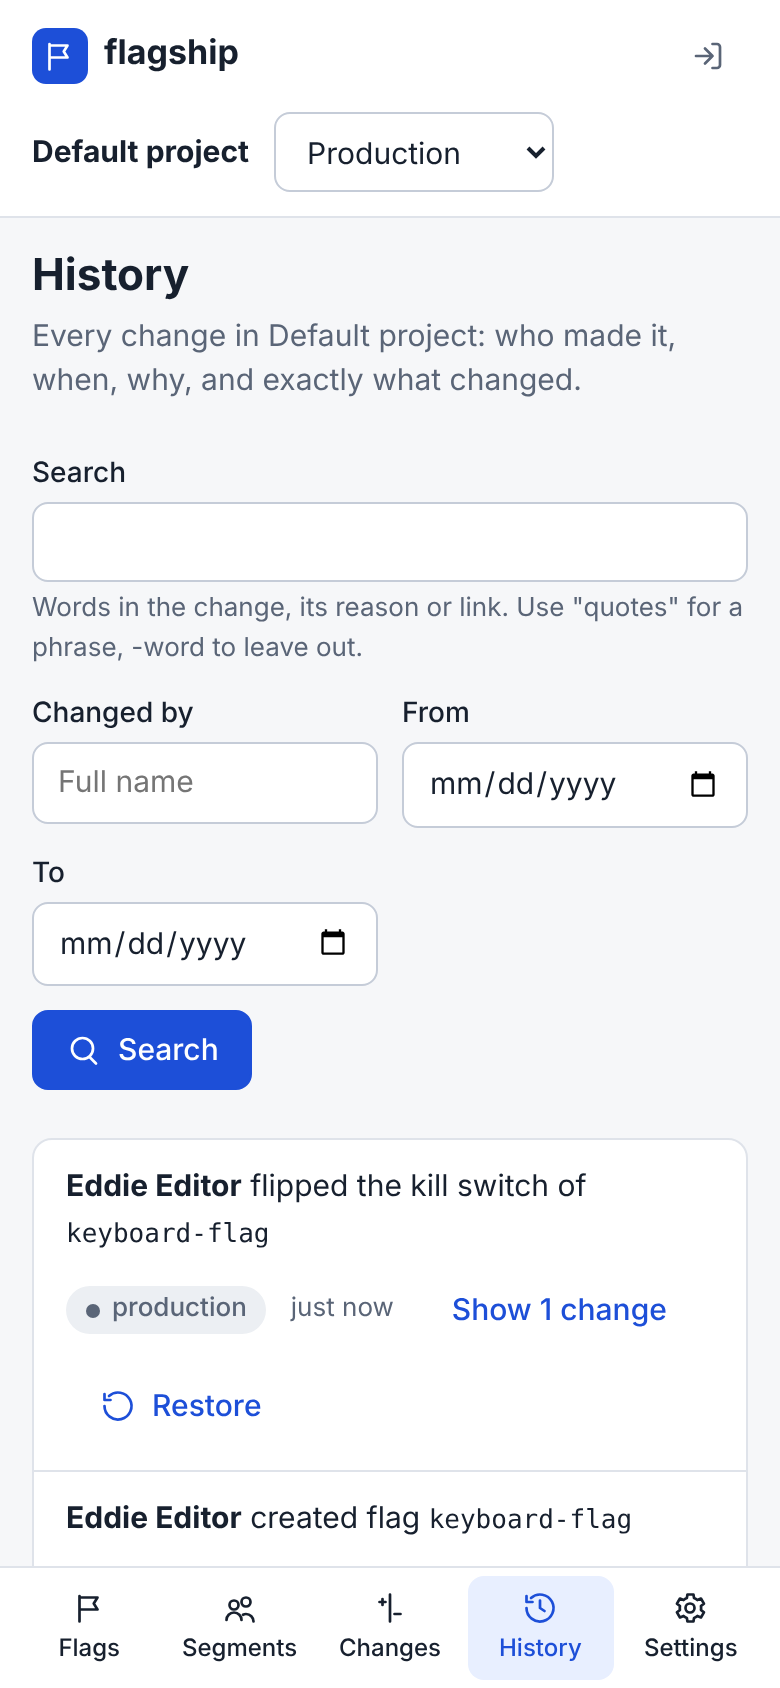 flagship
Default project
Production
History
Every change in Default project: who made it,
when, why, and exactly what changed.
Search
Words in the change, its reason or link. Use "quotes" for a
phrase, -word to leave out.
Changed by
From
Full name
mm/dd/yyyy
To
mm/dd/yyyy
Search
Eddie Editor flipped the kill switch of
keyboard-flag
production just now Show 1 change
Restore
Eddie Editor created flag keyboard-flag
Flags
Segments
Changes
History
Settings